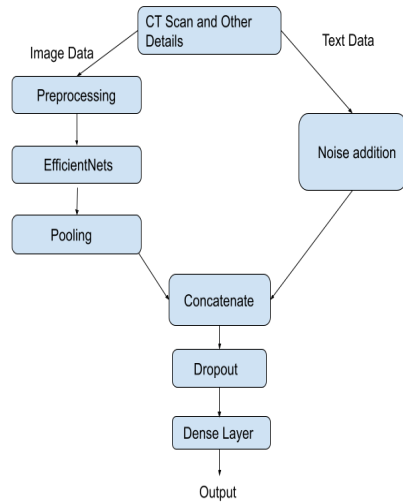 CT Scan and Other
Details
Image Data
Text Data
Preprocessing
EfficientNets
Noise addition
Pooling
Concatenate
Dropout
Dense Layer
Output